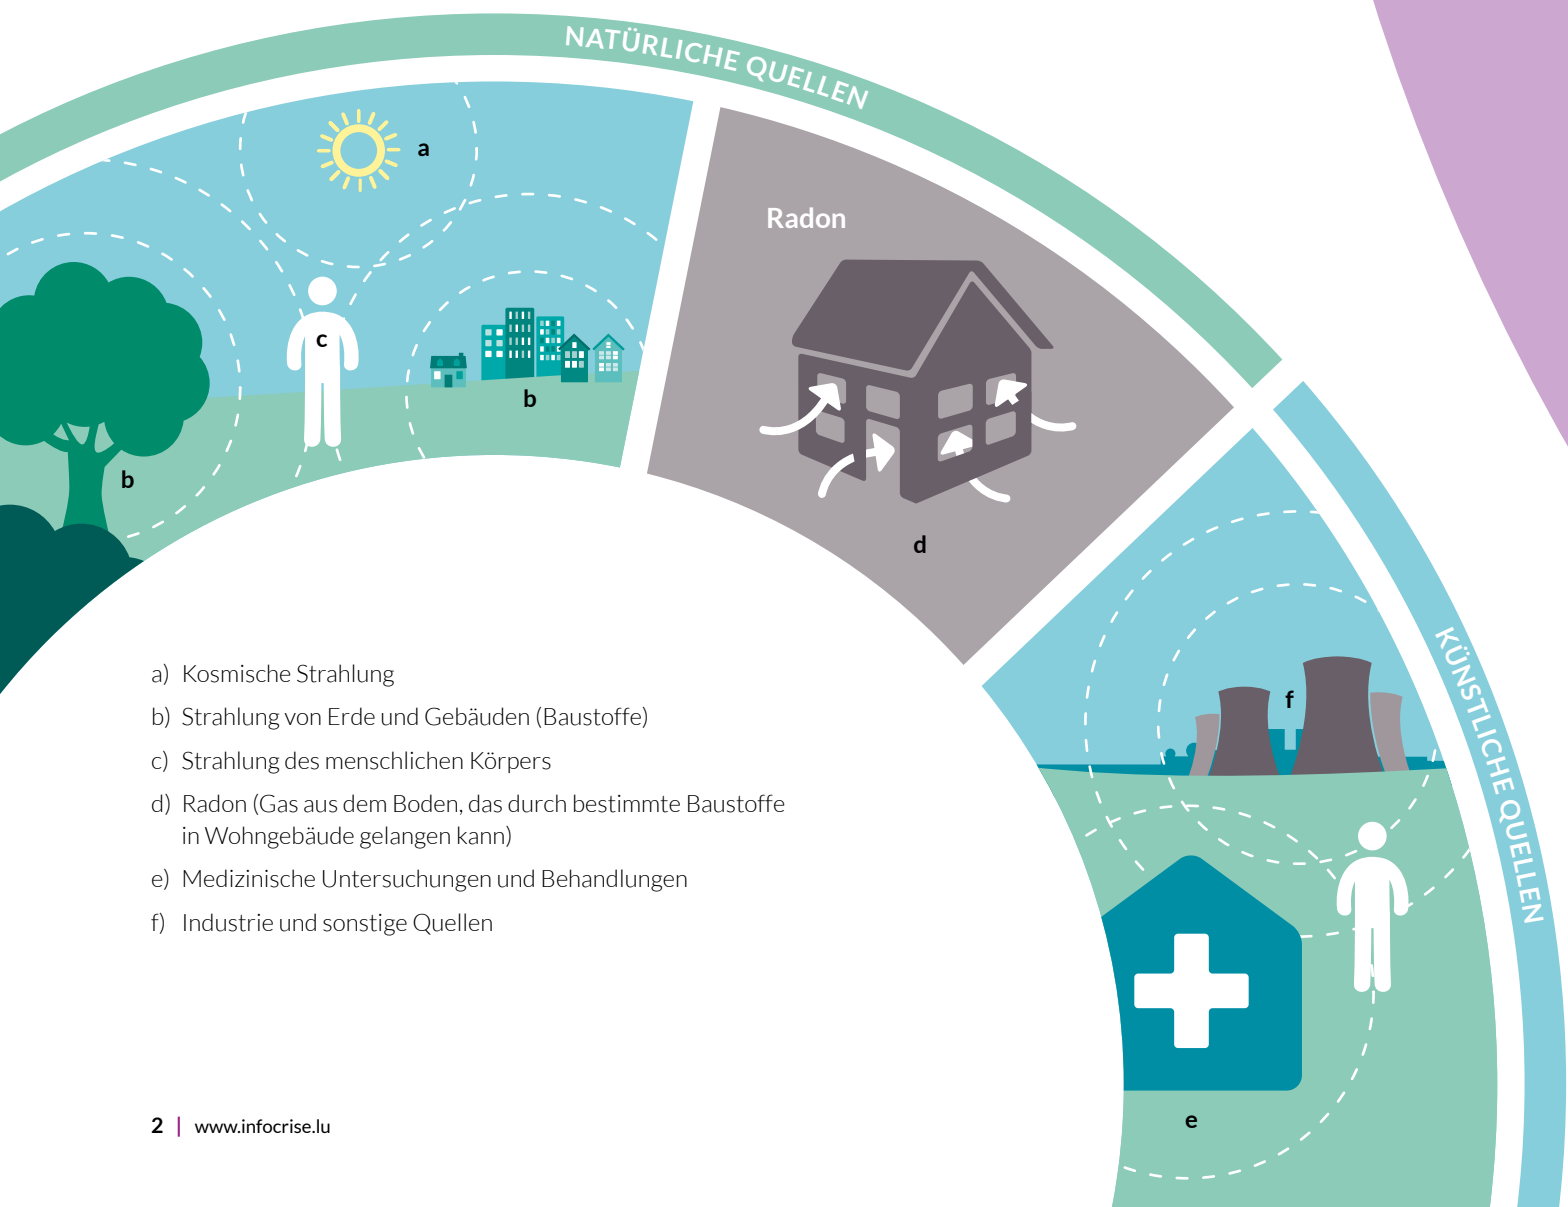 NATÜRLICHE QUELLEN
a
Radon
c
b
b
d
KÜNSTLICHE QUELLEN
f
e
a) Kosmische Strahlung
b) Strahlung von Erde und Gebäuden (Baustoffe)
c) Strahlung des menschlichen Körpers
d) Radon (Gas aus dem Boden, das durch bestimmte Baustoffe
in Wohngebäude gelangen kann)
e) Medizinische Untersuchungen und Behandlungen
f) Industrie und sonstige Quellen
2 | www.infocrise.lu